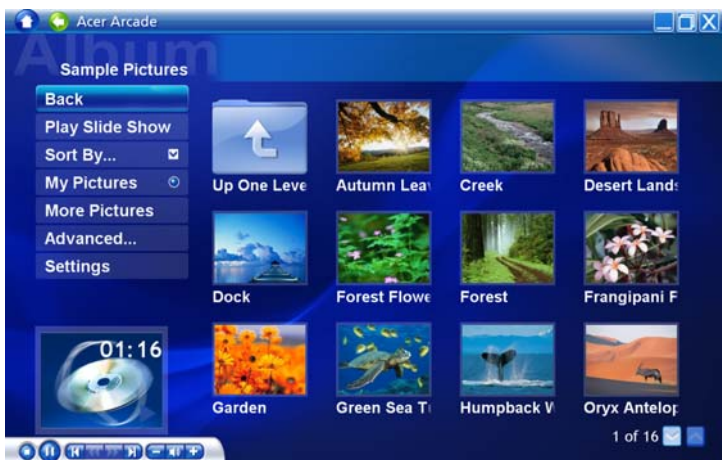 Acer Arcade
Album
Sample Pictures
Back
Play Slide Show
Sort By...
My Pictures
More Pictures
Advanced...
Settings
Up One Leve
Autumn Lea
Creek
Desert Lands
Dock
Forest Flowe
Forest
Frangipani F
Garden
Green Sea T
Humpback W
Oryx Antelop
01:16
1 of 16